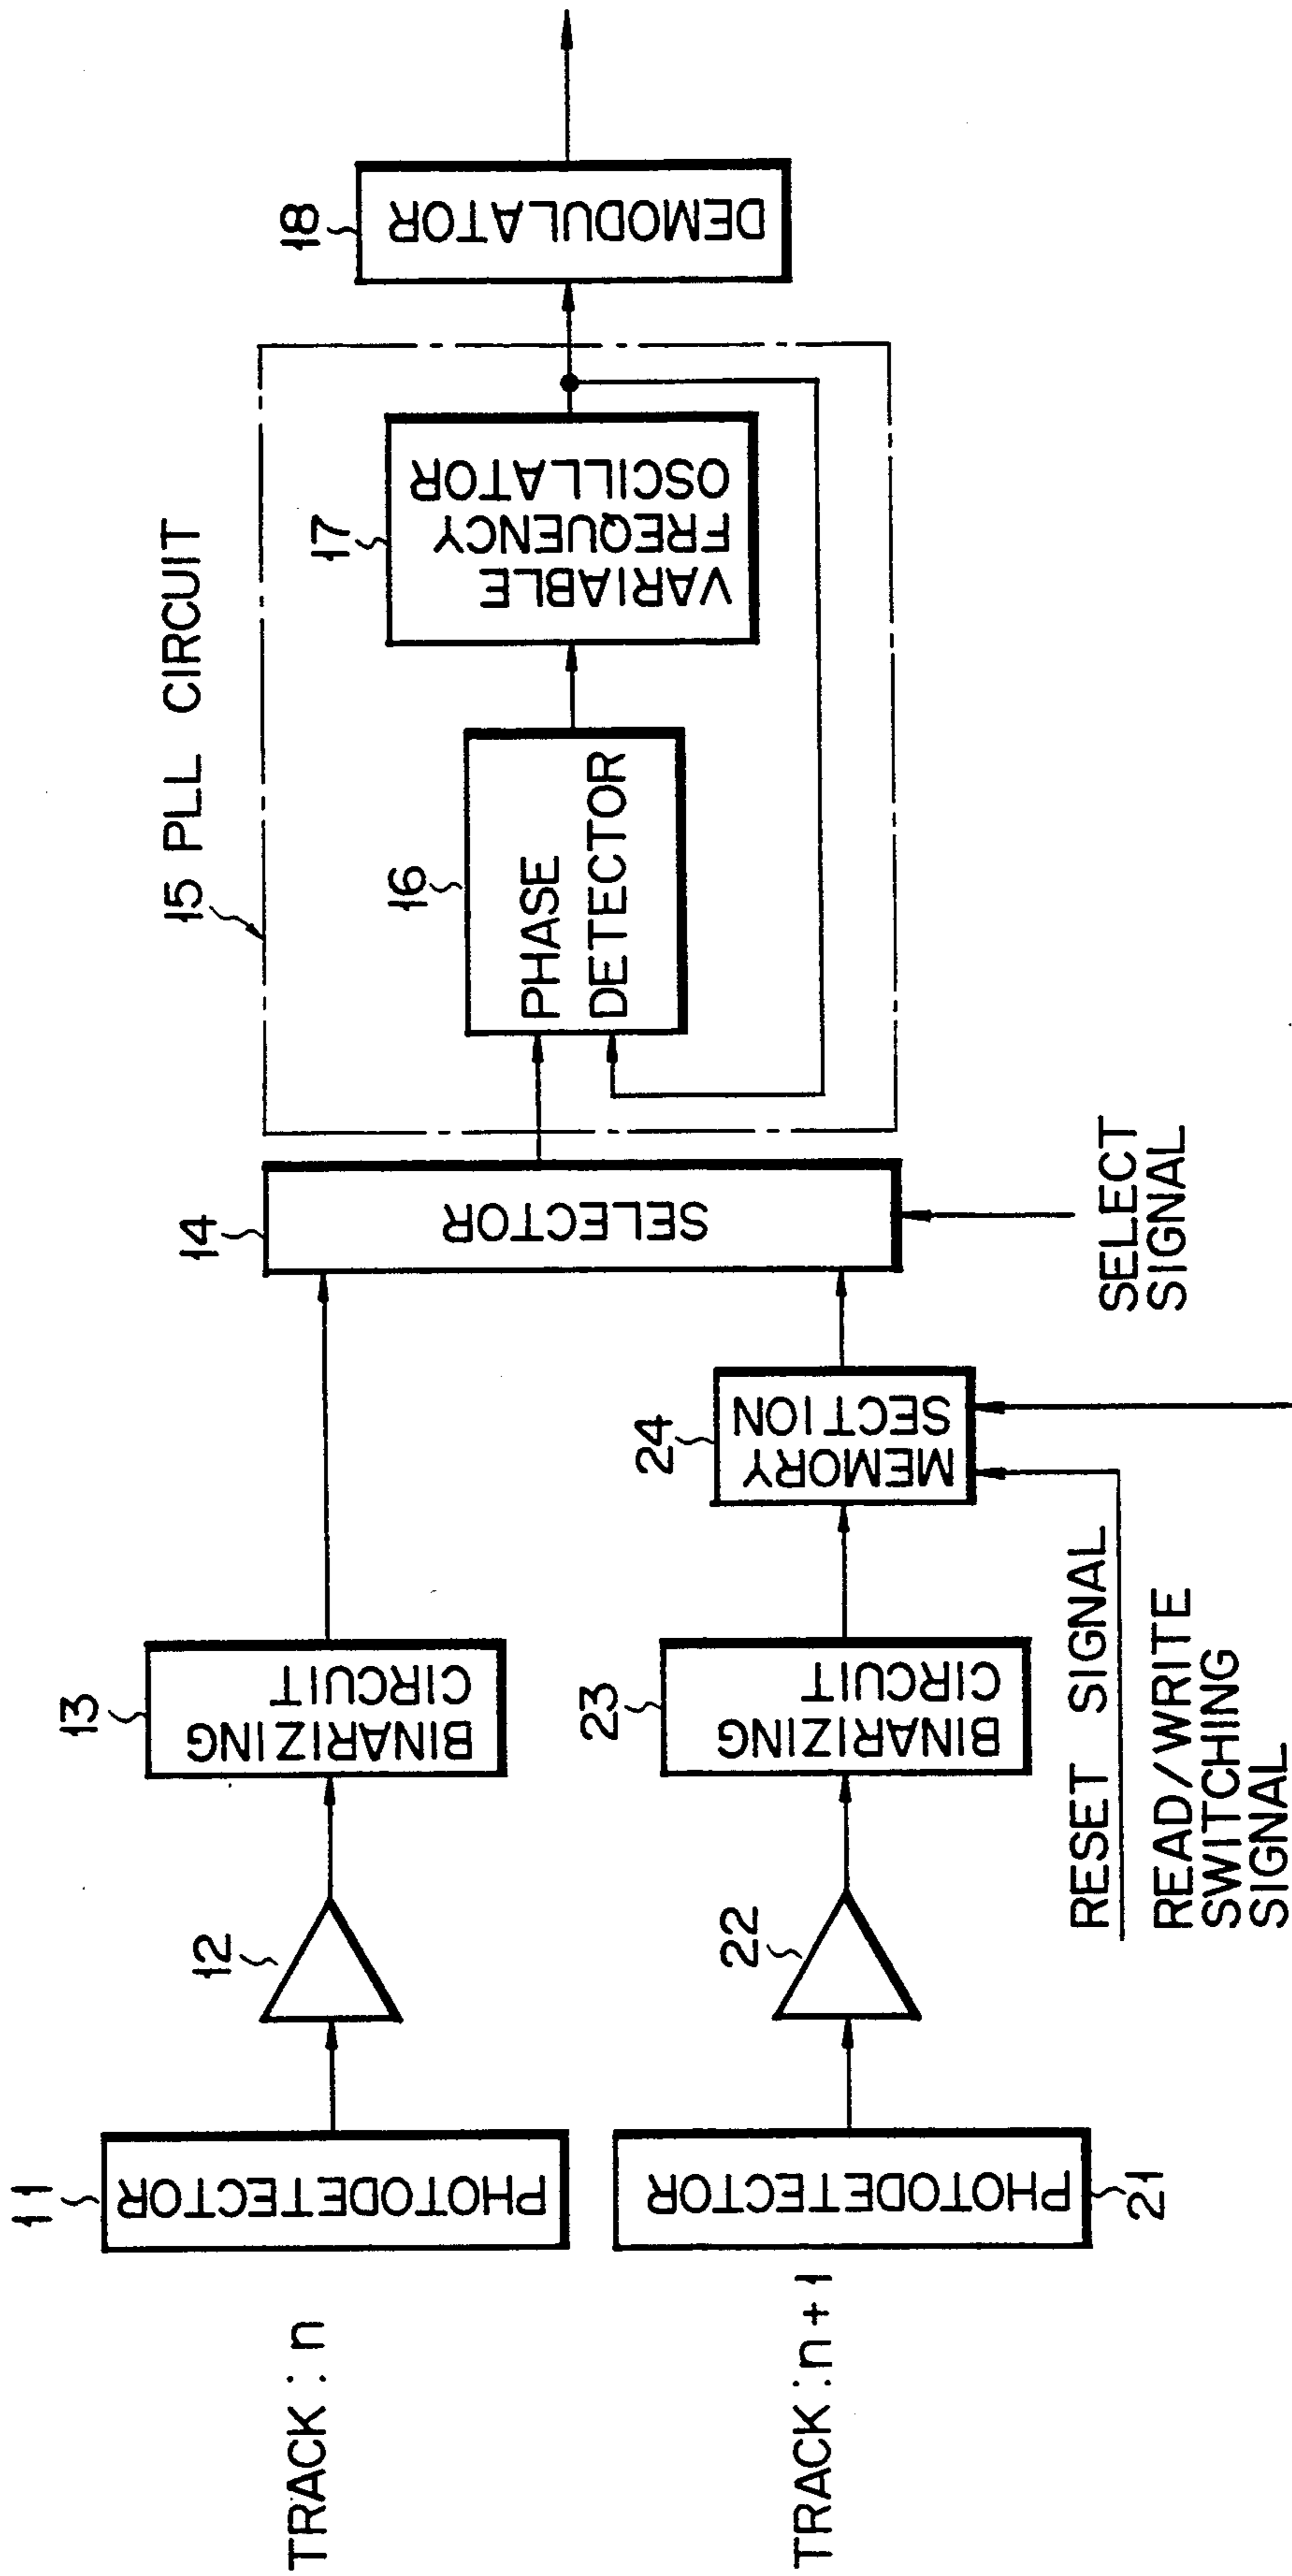 TRACK : n
11
PHOTODETECTOR
12
13
BINARIZING
CIRCUIT
14
SELECTOR
15 PLL CIRCUIT
16
PHASE
DETECTOR
17
VARIABLE
FREQUENCY
OSCILLATOR
18
DEMODULATOR
TRACK : n + 1
PHOTODETECTOR
21
22
23
BINARIZING
CIRCUIT
24
MEMORY
SECTION
RESET SIGNAL
READ/WRITE
SWITCHING
SIGNAL
SELECT
SIGNAL